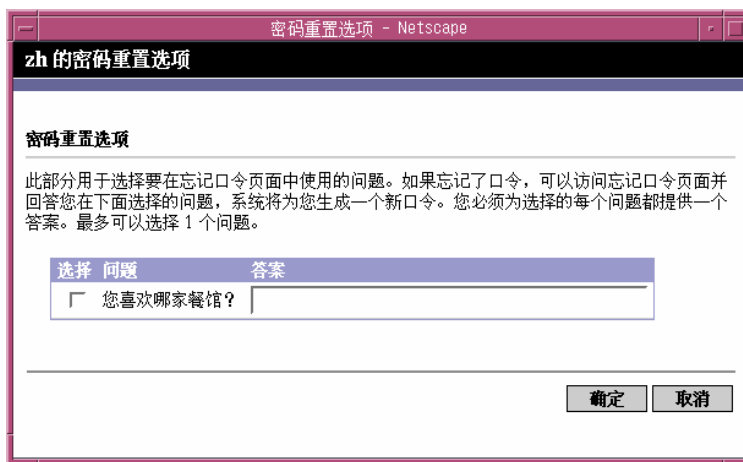 密码重置选项 - Netscape
zh 的密码重置选项
密码重置选项
此部分用于选择要在忘记口令页面中使用的问题。如果忘记了口令，可以访问忘记口令页面并
回答您在下面选择的问题，系统将为您生成一个新口令。您必须为选择的每个问题都提供一个
答案。最多可以选择 1 个问题。
选择 问题 答案
您喜欢哪家餐馆？
确定 取消